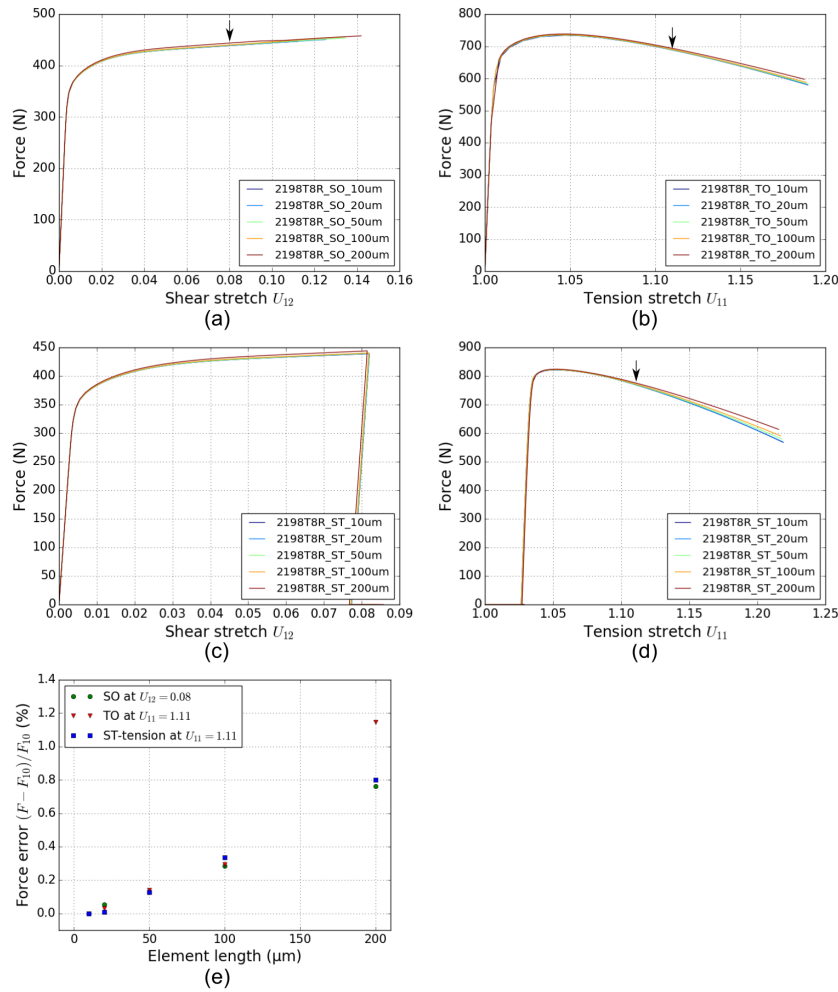 500
400
300
200
100
0
Force (N)
0.00 0.02 0.04 0.06 0.08 0.10 0.12 0.14 0.16
Shear stretch U12
2198T8R_SO_10um
2198T8R_SO_20um
2198T8R_SO_50um
2198T8R_SO_100um
2198T8R_SO_200um
(a)
800
700
600
500
400
300
200
100
0
Force (N)
1.00 1.05 1.10 1.15 1.20
Tension stretch U11
2198T8R_TO_10um
2198T8R_TO_20um
2198T8R_TO_50um
2198T8R_TO_100um
2198T8R_TO_200um
(b)
450
400
350
300
250
200
150
100
50
0
Force (N)
0.00 0.01 0.02 0.03 0.04 0.05 0.06 0.07 0.08 0.09
Shear stretch U12
2198T8R_ST_10um
2198T8R_ST_20um
2198T8R_ST_50um
2198T8R_ST_100um
2198T8R_ST_200um
(c)
900
800
700
600
500
400
300
200
100
0
Force (N)
1.00 1.05 1.10 1.15 1.20 1.25
Tension stretch U11
2198T8R_ST_10um
2198T8R_ST_20um
2198T8R_ST_50um
2198T8R_ST_100um
2198T8R_ST_200um
(d)
1.4
1.2
1.0
0.8
0.6
0.4
0.2
0.0
Force error (F − F10)/F10 (%)
0 50 100 150 200
Element length (μm)
SO at U12 = 0.08
TO at U11 = 1.11
ST-tension at U11 = 1.11
(e)